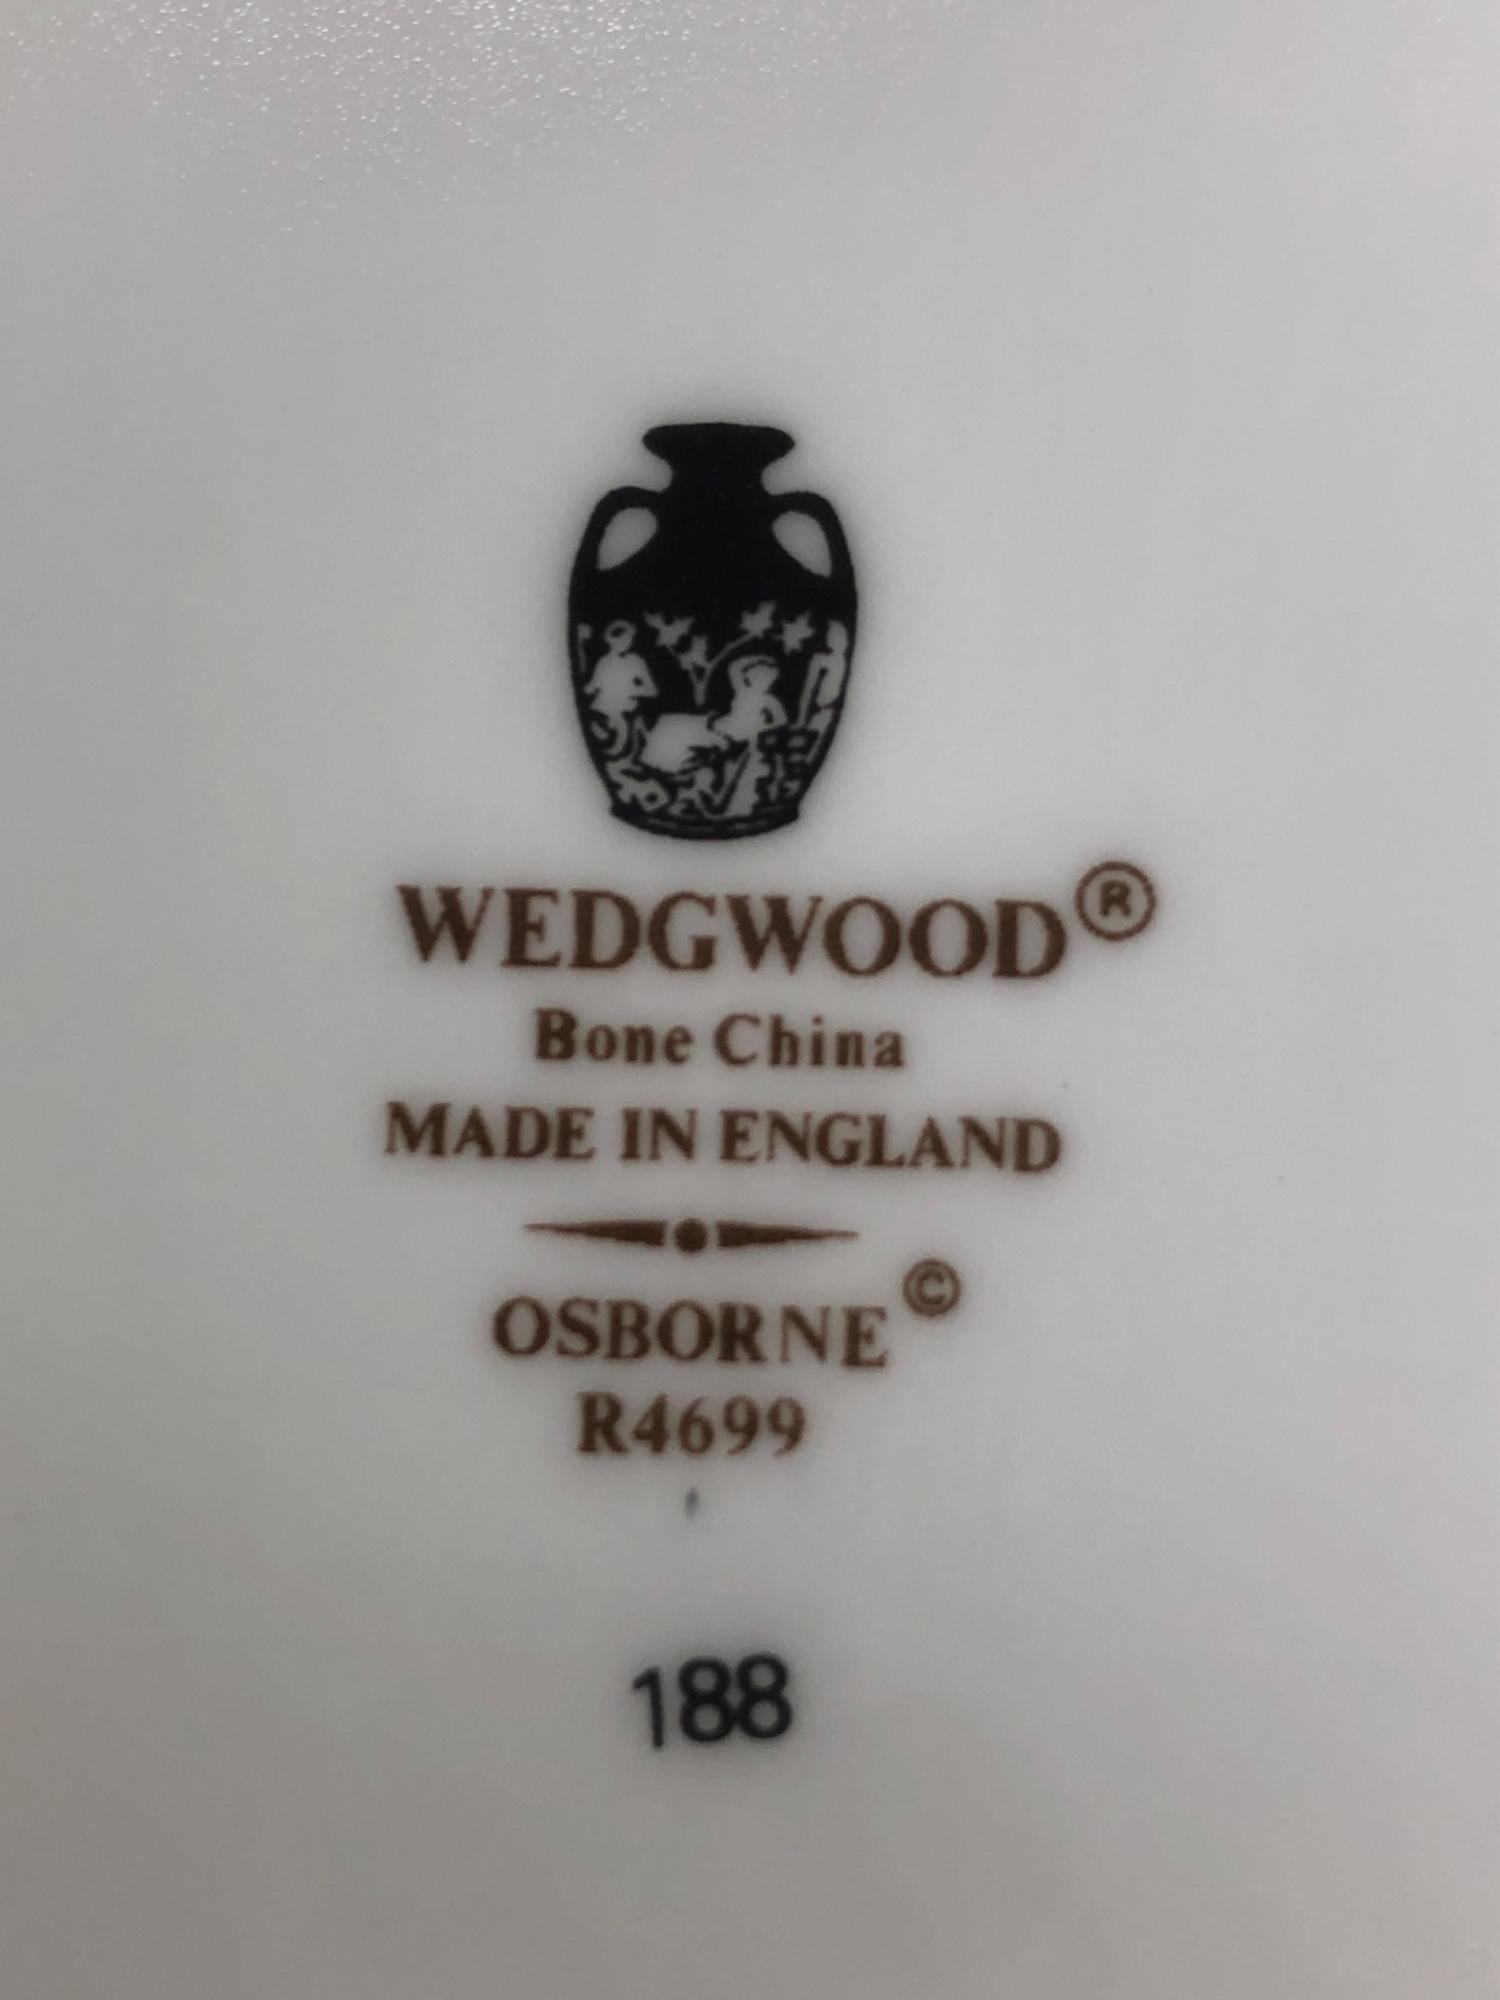 WEDGWOOD®
Bone China
MADE IN ENGLAND
OSBORNE©
R4699
188